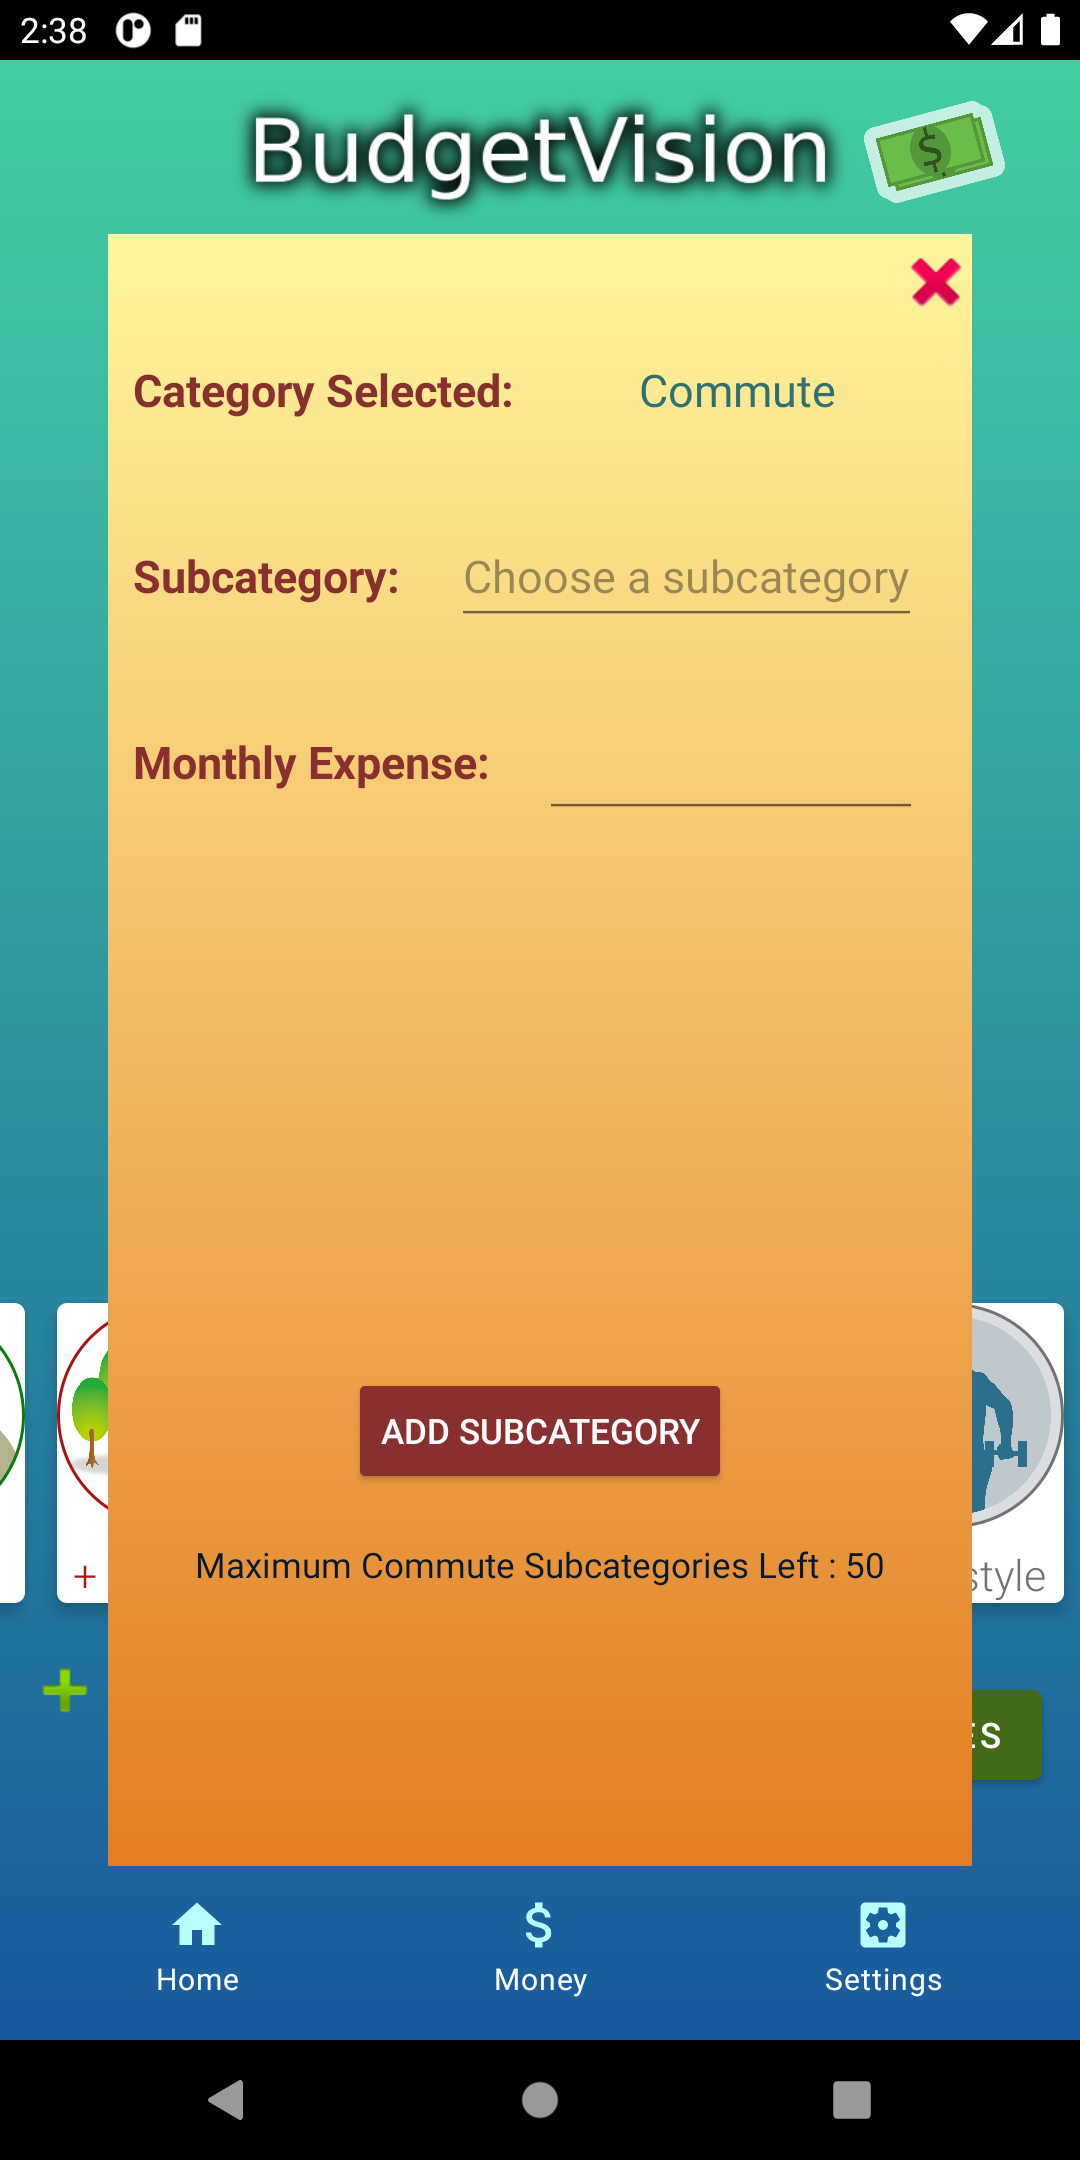 2:38
BudgetVision
Category Selected: Commute
Subcategory: Choose a subcategory
Monthly Expense:
ADD SUBCATEGORY
Maximum Commute Subcategories Left : 50
+
style
ES
Home Money Settings